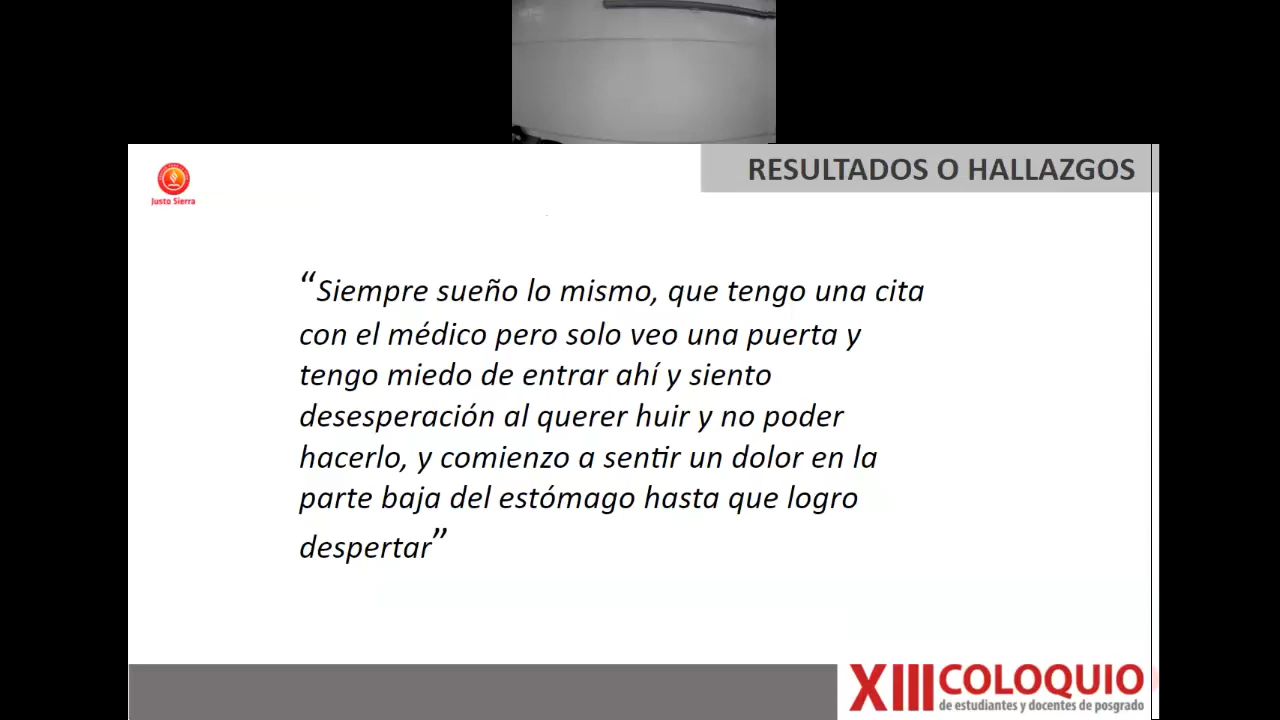 Justo Sierra
RESULTADOS O HALLAZGOS
“Siempre sueño lo mismo, que tengo una cita
con el médico pero solo veo una puerta y
tengo miedo de entrar ahí y siento
desesperación al querer huir y no poder
hacerlo, y comienzo a sentir un dolor en la
parte baja del estómago hasta que logro
despertar”
XIII COLOQUIO
de estudiantes y docentes de posgrado